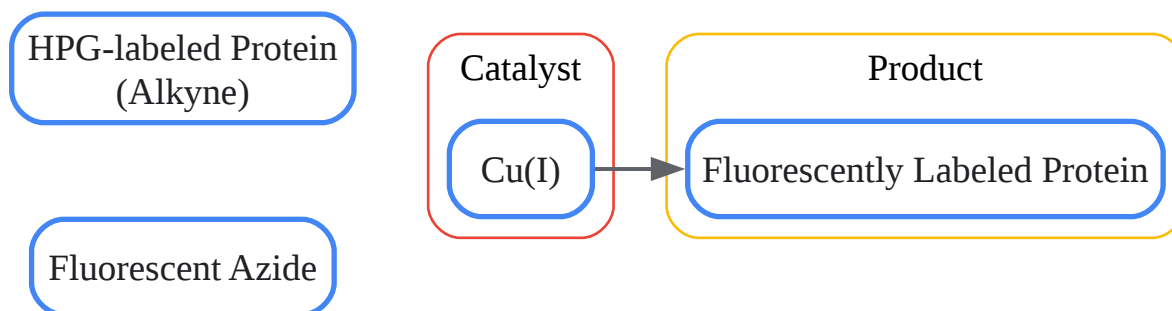 HPG-labeled Protein
(Alkyne)
Fluorescent Azide
Catalyst
Cu(I)
Product
Fluorescently Labeled Protein